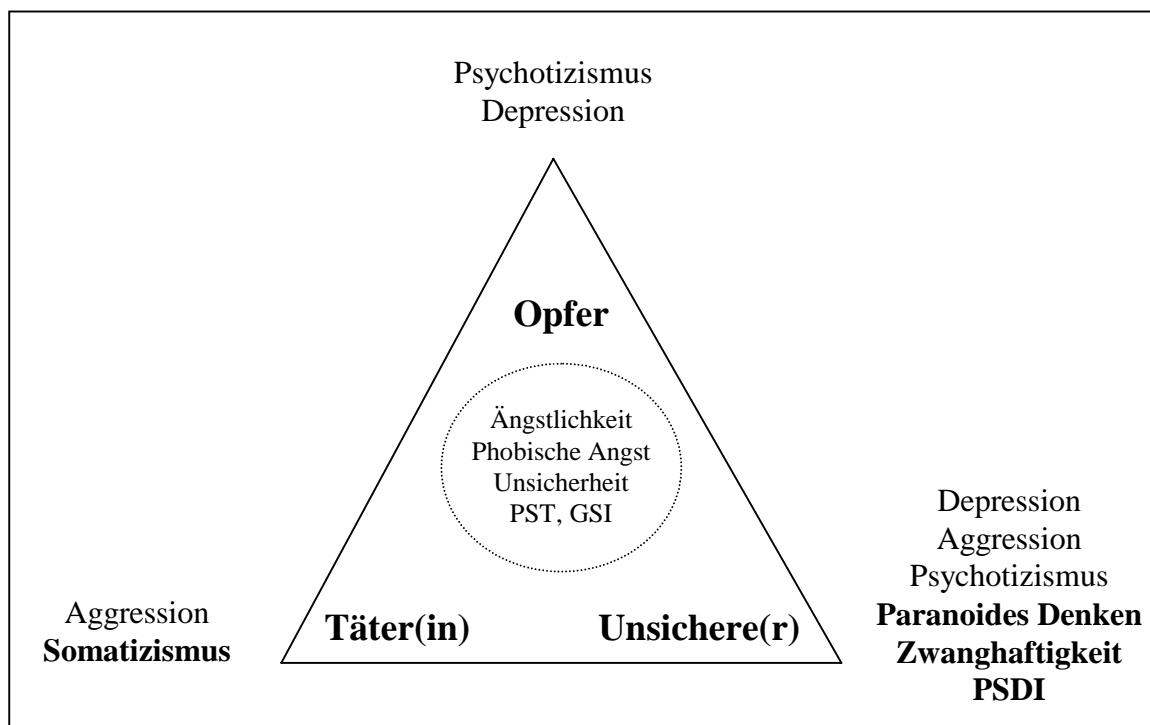 Psychotizismus
Depression
Opfer
Ängstlichkeit
Phobische Angst
Unsicherheit
PST, GSI
Täter(in)
Unsichere(r)
Aggression
Somatizismus
Depression
Aggression
Psychotizismus
Paranoides Denken
Zwanghaftigkeit
PSDI